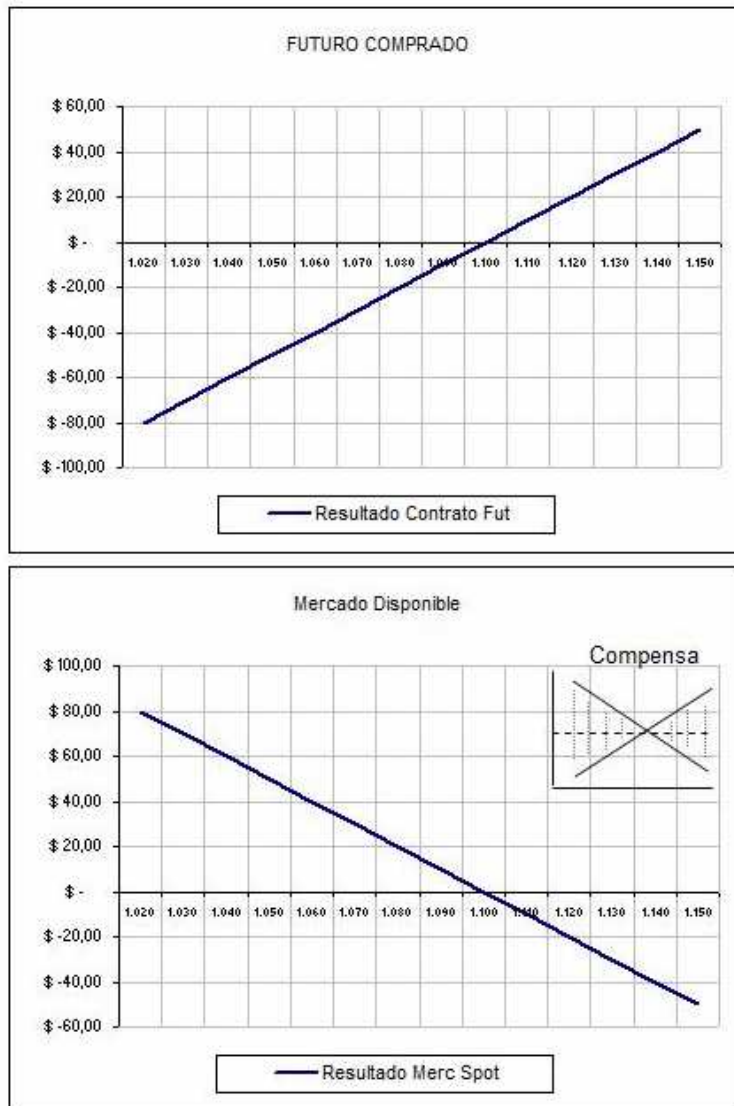 FUTURO COMPRADO
$ 60,00
$ 40,00
$ 20,00
$ -
1.020 1.030 1.040 1.050 1.060 1.070 1.080 1.090 1.100 1.110 1.120 1.130 1.140 1.150
$ -20,00
$ -40,00
$ -60,00
$ -80,00
$ -100,00
Resultado Contrato Fut
Mercado Disponible
$ 100,00
Compensa
$ 80,00
$ 60,00
$ 40,00
$ 20,00
$ -
1.020 1.030 1.040 1.050 1.060 1.070 1.080 1.090 1.100 1.110 1.120 1.130 1.140 1.150
$ -20,00
$ -40,00
$ -60,00
Resultado Merc Spot